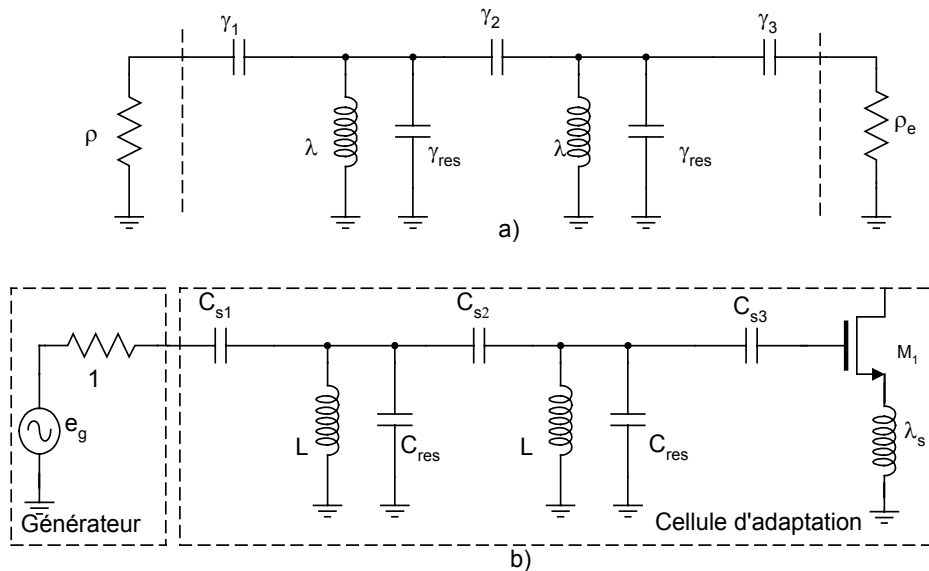 γ1 γ2 γ3
ρ λ γres λ γres ρe
a)
Cs1 Cs2 Cs3
1 M1
eg L Cres L Cres λs
Générateur Cellule d'adaptation
b)